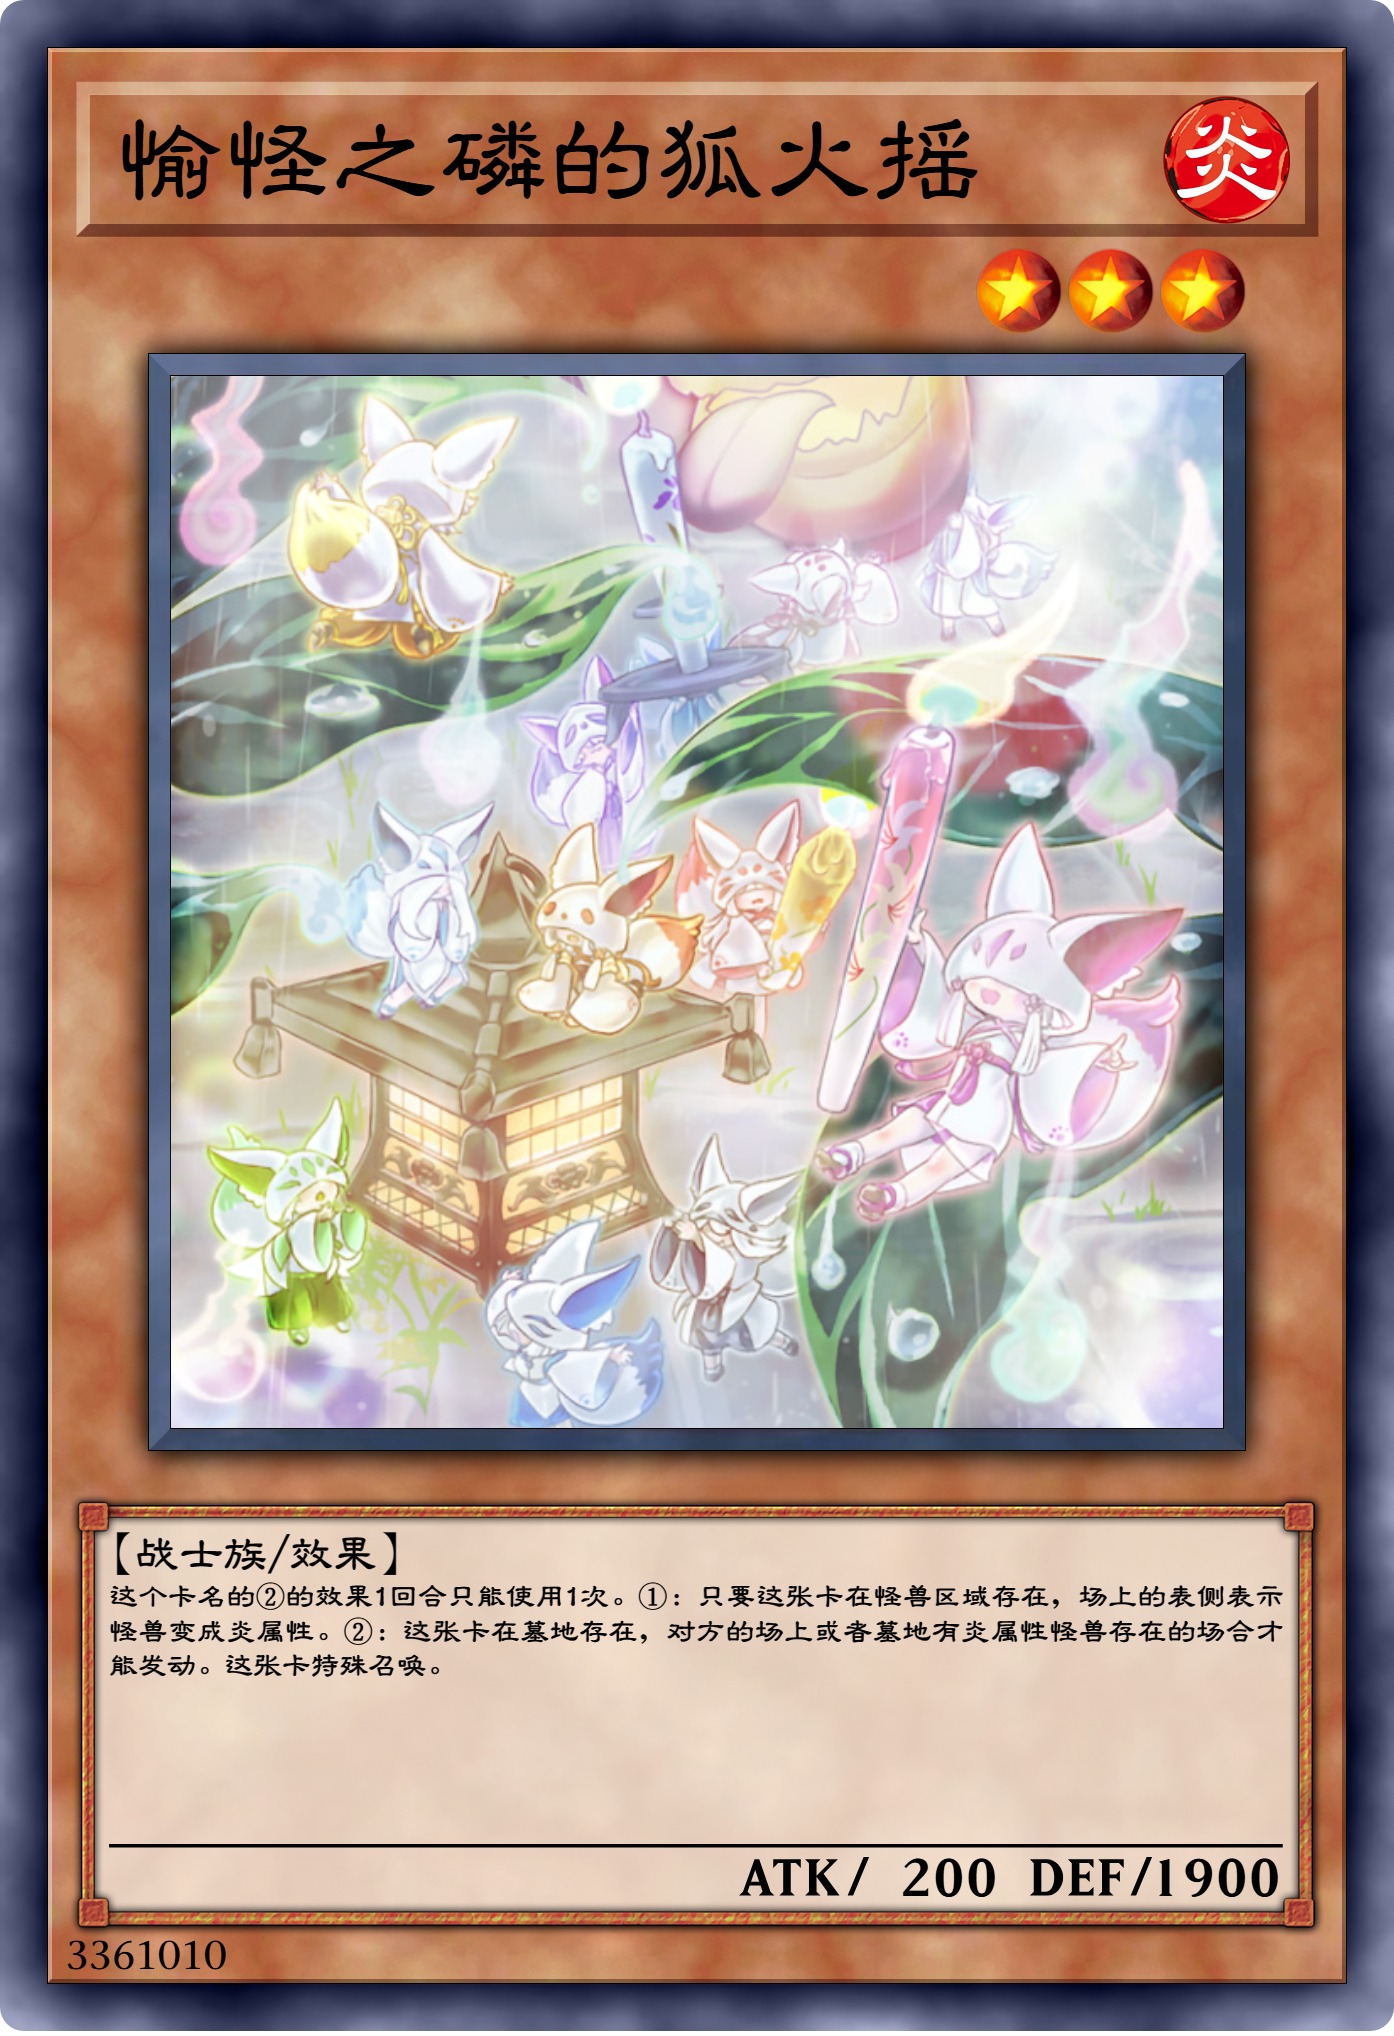 愉怪之磷的狐火摇
炎
【战士族/效果】
这个卡名的②的效果1回合只能使用1次。①：只要这张卡在怪兽区域存在，场上的表侧表示
怪兽变成炎属性。②：这张卡在墓地存在，对方的场上或者墓地有炎属性怪兽存在的场合才
能发动。这张卡特殊召唤。
ATK/ 200 DEF/1900
3361010